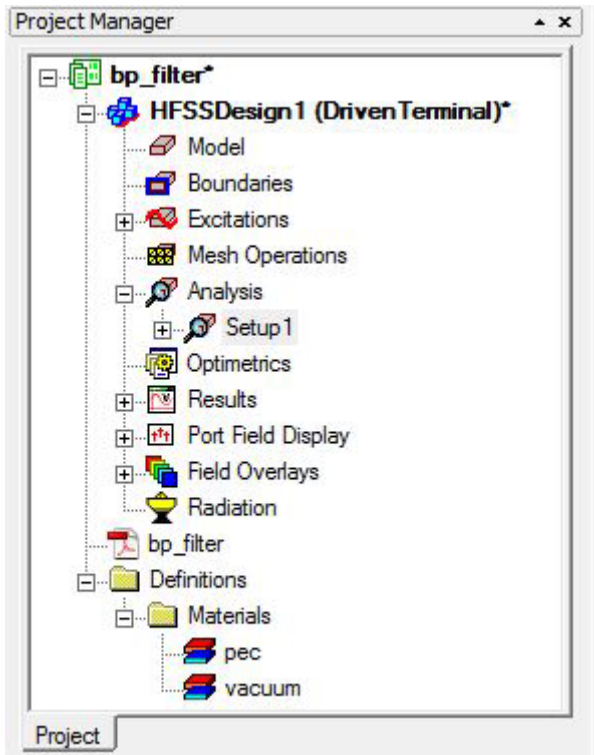 Project Manager
bp_filter*
HFSSDesign1 (DrivenTerminal)*
Model
Boundaries
Excitations
Mesh Operations
Analysis
Setup1
Optimetrics
Results
Port Field Display
Field Overlays
Radiation
bp_filter
Definitions
Materials
pec
vacuum
Project